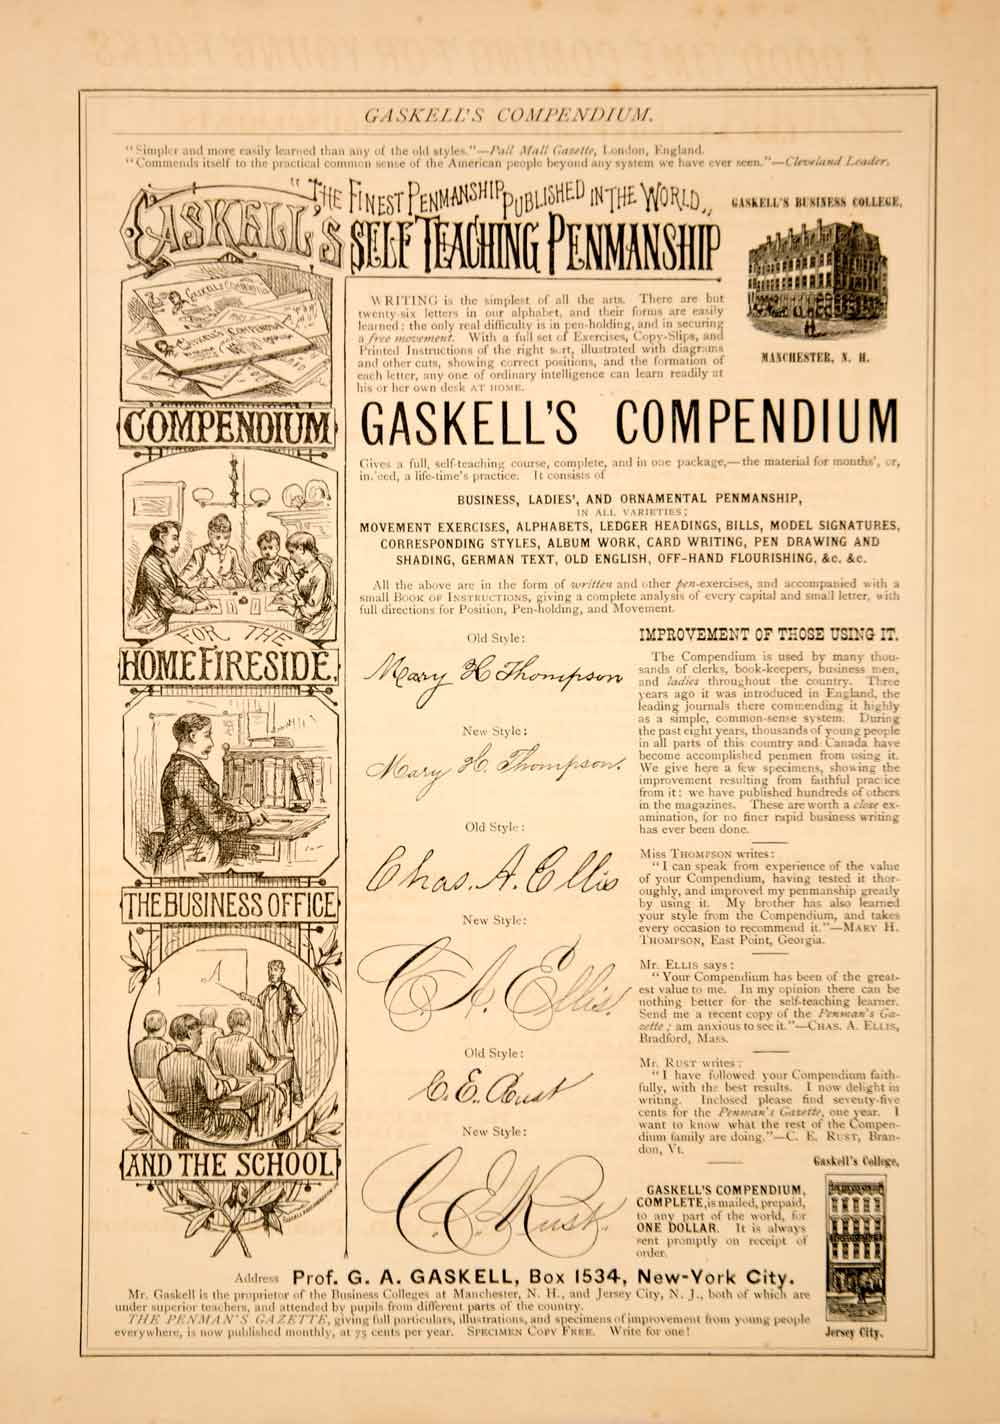 GASKELL'S COMPENDIUM.
"Simpler and more easily learned than any of the old styles."—Pall Mall Gazette, London, England.
"Commends itself to the practical common sense of the American people beyond any system we have ever seen."—Cleveland Leader.
"THE FINEST PENMANSHIP PUBLISHED IN THE WORLD"
GASKELL'S
SELF TEACHING PENMANSHIP
GASKELL'S BUSINESS COLLEGE,
MANCHESTER, N. H.
WRITING is the simplest of all the arts. There are but
twenty-six letters in our alphabet, and their forms are easily
learned; the only real difficulty is in pen-holding, and in securing
a free movement. With a full set of Exercises, Copy-Slips, and
Printed Instructions of the right sort, illustrated with diagrams
and other cuts, showing correct positions, and the formation of
each letter, any one of ordinary intelligence can learn readily at
his or her own desk AT HOME.
COMPENDIUM
FOR THE
HOME FIRESIDE,
THE BUSINESS OFFICE
AND THE SCHOOL
GASKELL'S COMPENDIUM
Gives a full, self-teaching course, complete, and in one package,—the material for months', or,
in.'eed, a life-time's practice. It consists of
BUSINESS, LADIES', AND ORNAMENTAL PENMANSHIP,
IN ALL VARIETIES;
MOVEMENT EXERCISES, ALPHABETS, LEDGER HEADINGS, BILLS, MODEL SIGNATURES,
CORRESPONDING STYLES, ALBUM WORK, CARD WRITING, PEN DRAWING AND
SHADING, GERMAN TEXT, OLD ENGLISH, OFF-HAND FLOURISHING, &c. &c.
All the above are in the form of written and other pen-exercises, and accompanied with a
small BOOK OF INSTRUCTIONS, giving a complete analysis of every capital and small letter, with
full directions for Position, Pen-holding, and Movement.
Old Style:
Mary H Thompson
New Style:
Mary H. Thompson.
Old Style:
Chas. A. Ellis
New Style:
C. A. Ellis.
Old Style:
C. E. Rust
New Style:
C. E. Rust.
IMPROVEMENT OF THOSE USING IT.
The Compendium is used by many thou-
sands of clerks, book-keepers, business men,
and ladies throughout the country. Three
years ago it was introduced in England, the
leading journals there commending it highly
as a simple, common-sense system. During
the past eight years, thousands of young people
in all parts of this country and Canada have
become accomplished penmen from using it.
We give here a few specimens, showing the
improvement resulting from faithful practice
from it: we have published hundreds of others
in the magazines. These are worth a close ex-
amination, for no finer rapid business writing
has ever been done.
Miss THOMPSON writes:
"I can speak from experience of the value
of your Compendium, having tested it thor-
oughly, and improved my penmanship greatly
by using it. My brother has also learned
your style from the Compendium, and takes
every occasion to recommend it."—MARY H.
THOMPSON, East Point, Georgia.
Mr. ELLIS says:
"Your Compendium has been of the great-
est value to me. In my opinion there can be
nothing better for the self-teaching learner.
Send me a recent copy of the Penman's Ga-
zette; am anxious to see it."—CHAS. A. ELLIS,
Bradford, Mass.
Mr. RUST writes:
"I have followed your Compendium faith-
fully, with the best results. I now delight in
writing. Inclosed please find seventy-five
cents for the Penman's Gazette, one year. I
want to know what the rest of the Compen-
dium family are doing."—C. E. RUST, Bran-
don, Vt.
Gaskell's College,
Jersey City.
GASKELL'S COMPENDIUM,
COMPLETE, is mailed, prepaid,
to any part of the world, for
ONE DOLLAR. It is always
sent promptly on receipt of
order.
Address Prof. G. A. GASKELL, Box 1534, New-York City.
Mr. Gaskell is the proprietor of the Business Colleges at Manchester, N. H., and Jersey City, N. J., both of which are
under superior teachers, and attended by pupils from different parts of the country.
THE PENMAN'S GAZETTE, giving full particulars, illustrations, and specimens of improvement from young people
everywhere, is now published monthly, at 75 cents per year. SPECIMEN COPY FREE. Write for one!